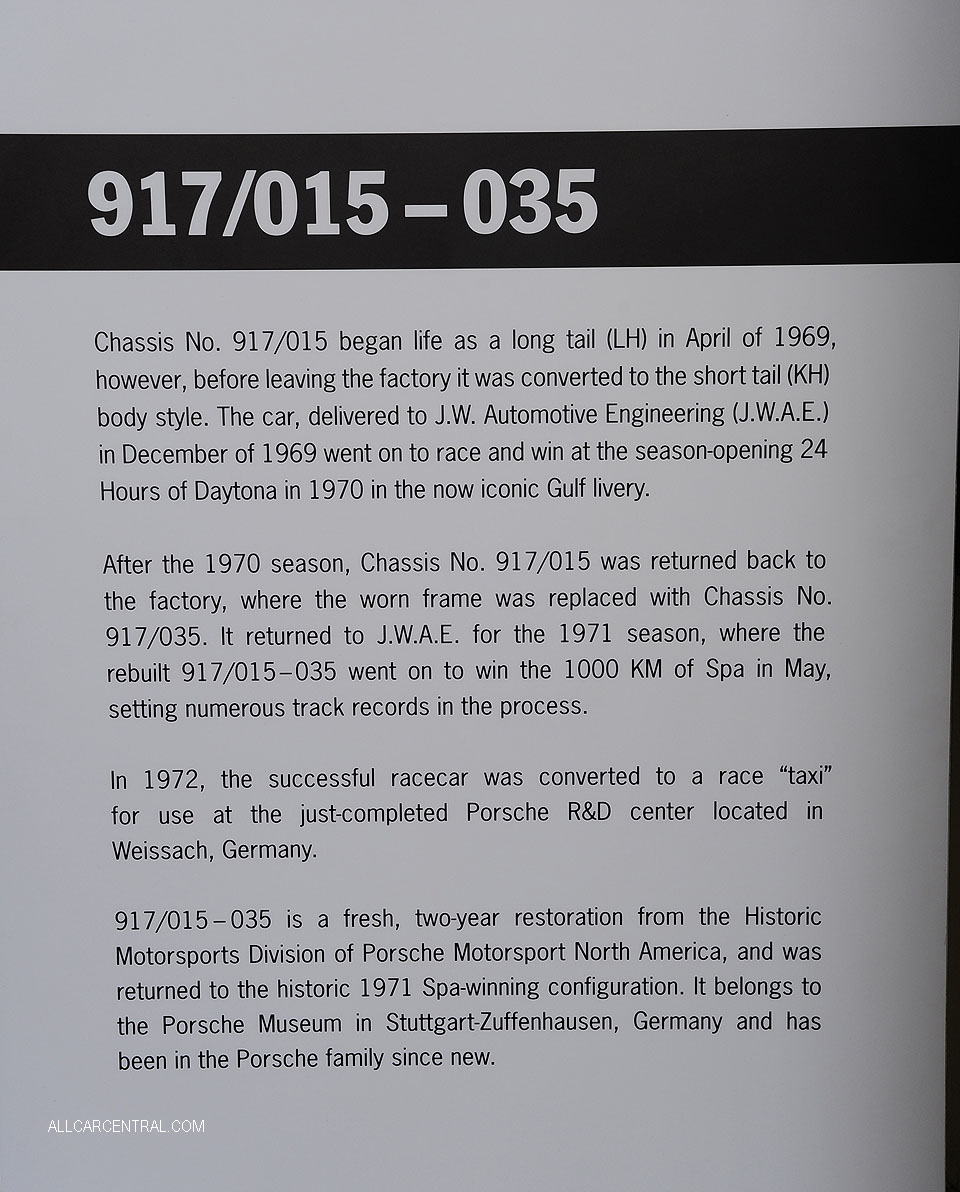 917/015 – 035
Chassis No. 917/015 began life as a long tail (LH) in April of 1969,
however, before leaving the factory it was converted to the short tail (KH)
body style. The car, delivered to J.W. Automotive Engineering (J.W.A.E.)
in December of 1969 went on to race and win at the season-opening 24
Hours of Daytona in 1970 in the now iconic Gulf livery.
After the 1970 season, Chassis No. 917/015 was returned back to
the factory, where the worn frame was replaced with Chassis No.
917/035. It returned to J.W.A.E. for the 1971 season, where the
rebuilt 917/015–035 went on to win the 1000 KM of Spa in May,
setting numerous track records in the process.
In 1972, the successful racecar was converted to a race “taxi”
for use at the just-completed Porsche R&D center located in
Weissach, Germany.
917/015–035 is a fresh, two-year restoration from the Historic
Motorsports Division of Porsche Motorsport North America, and was
returned to the historic 1971 Spa-winning configuration. It belongs to
the Porsche Museum in Stuttgart-Zuffenhausen, Germany and has
been in the Porsche family since new.
ALLCARCENTRAL.COM